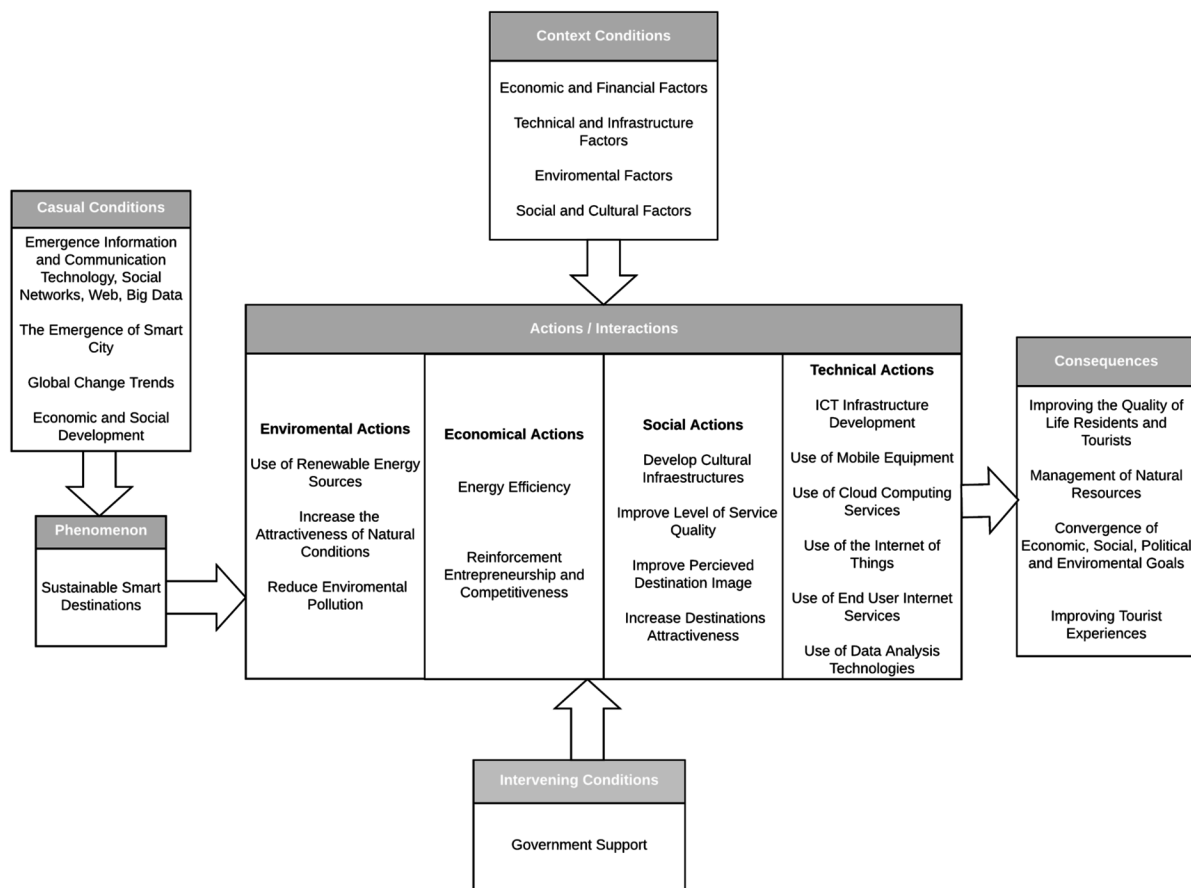 Context Conditions
Economic and Financial Factors
Technical and Infrastructure
Factors
Enviromental Factors
Social and Cultural Factors
Casual Conditions
Emergence Information
and Communication
Technology, Social
Networks, Web, Big Data
The Emergence of Smart
City
Global Change Trends
Economic and Social
Development
Phenomenon
Sustainable Smart
Destinations
Actions / Interactions
Enviromental Actions
Use of Renewable Energy
Sources
Increase the
Attractiveness of Natural
Conditions
Reduce Enviromental
Pollution
Economical Actions
Energy Efficiency
Reinforcement
Entrepreneurship and
Competitiveness
Social Actions
Develop Cultural
Infraestructures
Improve Level of Service
Quality
Improve Percieved
Destination Image
Increase Destinations
Attractiveness
Technical Actions
ICT Infrastructure
Development
Use of Mobile Equipment
Use of Cloud Computing
Services
Use of the Internet of
Things
Use of End User Internet
Services
Use of Data Analysis
Technologies
Consequences
Improving the Quality of
Life Residents and
Tourists
Management of Natural
Resources
Convergence of
Economic, Social, Political
and Enviromental Goals
Improving Tourist
Experiences
Intervening Conditions
Government Support